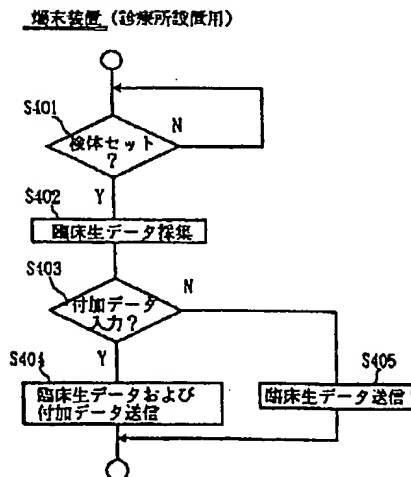 端末装置(診療所設置用)
S401
検体セット
?
N
Y
S402
臨床生データ採集
S403
付加データ
入力?
N
Y
S404
臨床生データおよび
付加データ送信
S405
臨床生データ送信